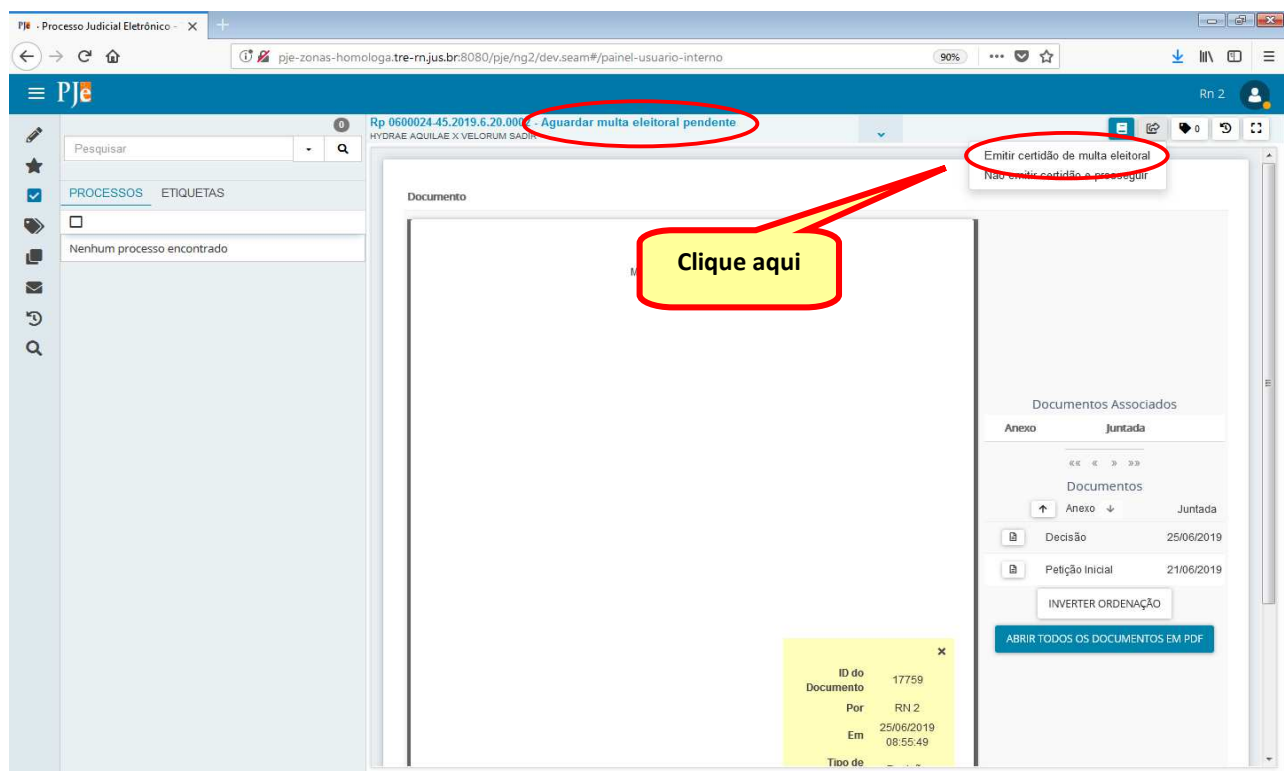 PJe · Processo Judicial Eletrônico -
pje-zonas-homologa.tre-rn.jus.br:8080/pje/ng2/dev.seam#/painel-usuario-interno
90%
PJe
Rn 2
0
Rp 0600024-45.2019.6.20.0002 - Aguardar multa eleitoral pendente
HYDRAE AQUILAE X VELORUM SADIR
0
Pesquisar
Emitir certidão de multa eleitoral
Não emitir certidão e prosseguir
PROCESSOS ETIQUETAS
Documento
Nenhum processo encontrado
Clique aqui
M
Documentos Associados
Anexo Juntada
«« « » »»
Documentos
Anexo Juntada
Decisão 25/06/2019
Petição Inicial 21/06/2019
INVERTER ORDENAÇÃO
ABRIR TODOS OS DOCUMENTOS EM PDF
ID do
Documento 17759
Por RN 2
Em 25/06/2019
08:55:49
Tipo de